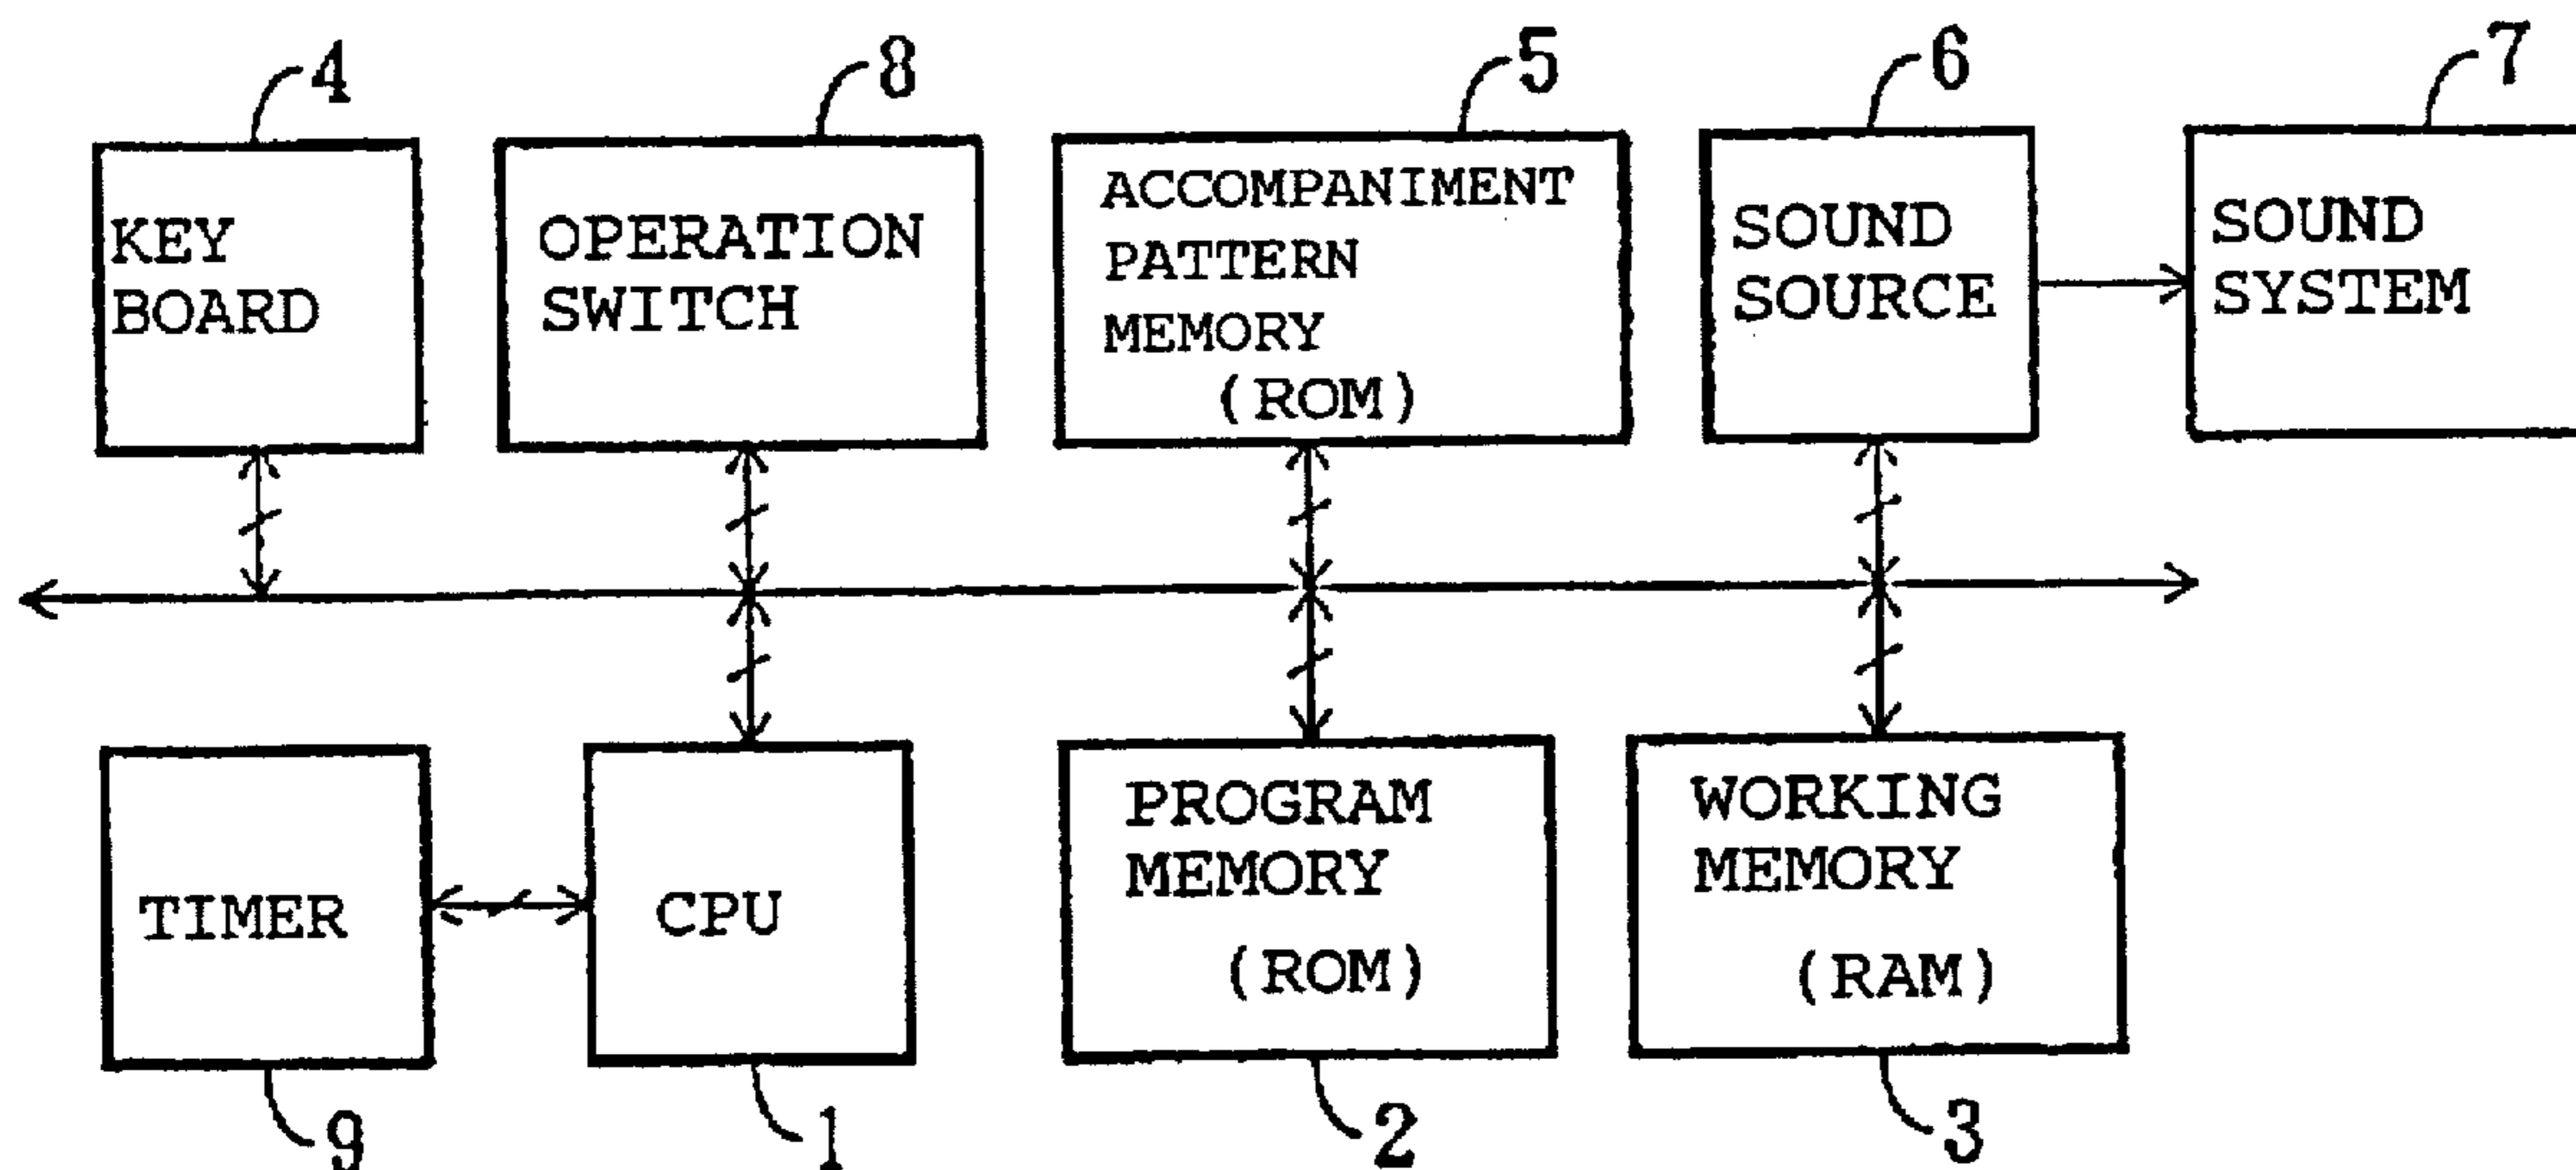 4
8
5
6
7
KEY
BOARD
OPERATION
SWITCH
ACCOMPANIMENT
PATTERN
MEMORY
(ROM)
SOUND
SOURCE
SOUND
SYSTEM
TIMER
CPU
PROGRAM
MEMORY
(ROM)
WORKING
MEMORY
(RAM)
9
1
2
3